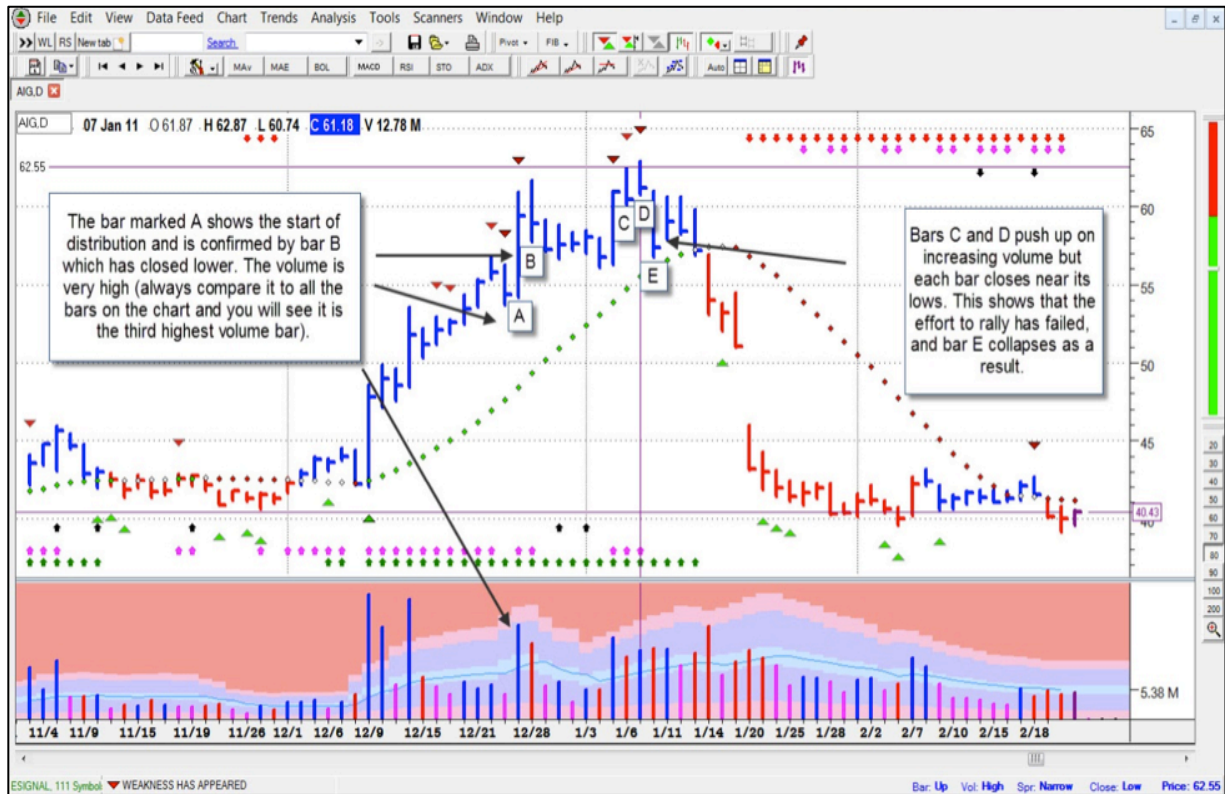 File Edit View Data Feed Chart Trends Analysis Tools Scanners Window Help
WL RS New tab Search. Pivot FIB
MAv MAE BOL MACD RSI STO ADX Auto
AIG,D
AIG,D 07 Jan 11 O 61.87 H 62.87 L 60.74 C 61.18 V 12.78 M
65
62.55
60
55
50
45
40.43
40
The bar marked A shows the start of
distribution and is confirmed by bar B
which has closed lower. The volume is
very high (always compare it to all the
bars on the chart and you will see it is
the third highest volume bar).
A
B
C
D
E
Bars C and D push up on
increasing volume but
each bar closes near its
lows. This shows that the
effort to rally has failed,
and bar E collapses as a
result.
20
30
40
50
60
70
80
90
100
200
5.38 M
11/4 11/9 11/15 11/19 11/26 12/1 12/9 12/15 12/21 12/28 1/3 1/6 1/11 1/14 1/20 1/25 1/28 2/2 2/7 2/10 2/15 2/18
ESIGNAL, 111 Symbol WEAKNESS HAS APPEARED Bar: Up Vol: High Spr: Narrow Close: Low Price: 62.55